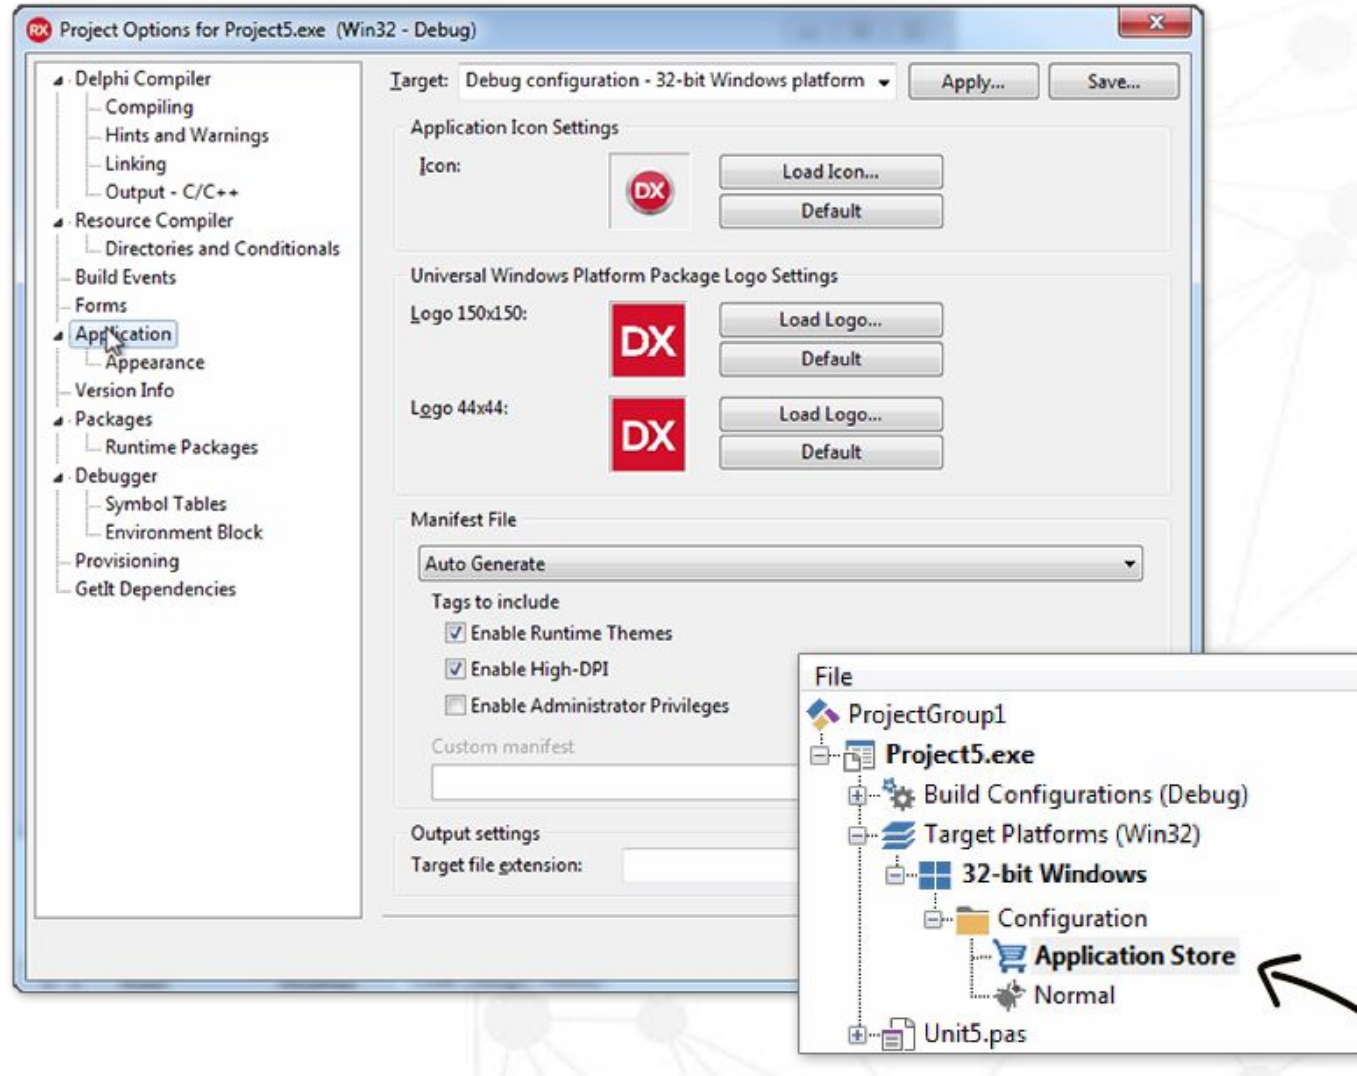 RX Project Options for Project5.exe (Win32 - Debug)
Delphi Compiler
Compiling
Hints and Warnings
Linking
Output - C/C++
Resource Compiler
Directories and Conditionals
Build Events
Forms
Application
Appearance
Version Info
Packages
Runtime Packages
Debugger
Symbol Tables
Environment Block
Provisioning
GetIt Dependencies
Target: Debug configuration - 32-bit Windows platform Apply... Save...
Application Icon Settings
Icon:
DX
Load Icon...
Default
Universal Windows Platform Package Logo Settings
Logo 150x150:
DX
Load Logo...
Default
Logo 44x44:
DX
Load Logo...
Default
Manifest File
Auto Generate
Tags to include
Enable Runtime Themes
Enable High-DPI
Enable Administrator Privileges
Custom manifest
Output settings
Target file extension:
File
ProjectGroup1
Project5.exe
Build Configurations (Debug)
Target Platforms (Win32)
32-bit Windows
Configuration
Application Store
Normal
Unit5.pas